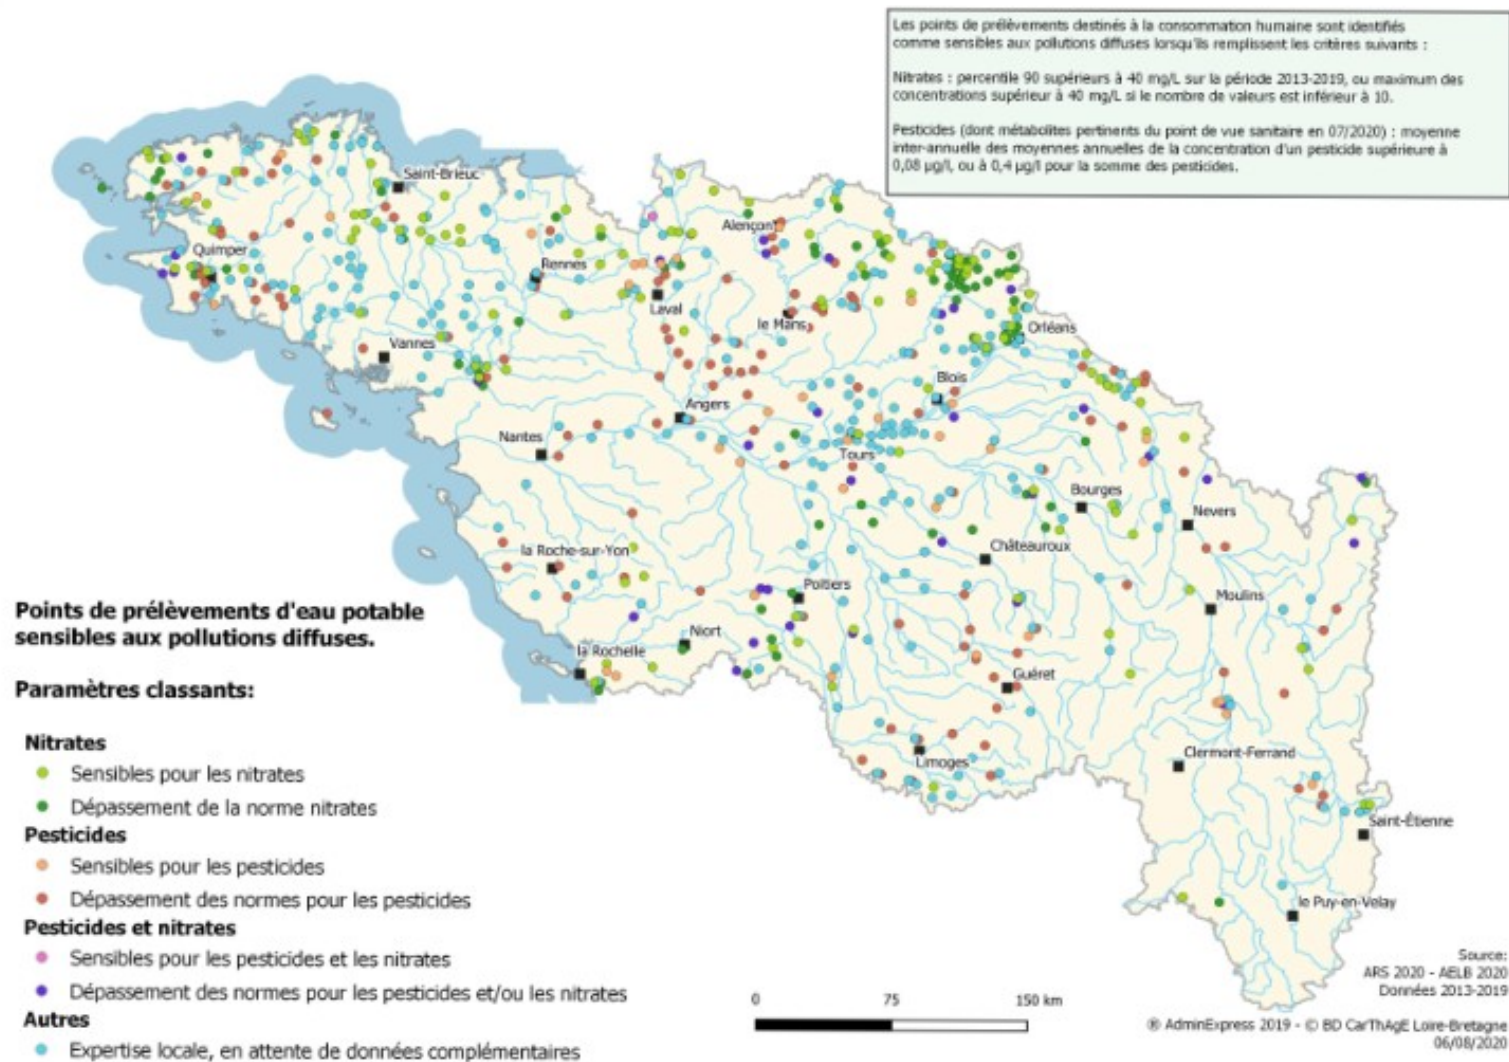 Les points de prélèvements destinés à la consommation humaine sont identifiés
comme sensibles aux pollutions diffuses lorsqu'ils remplissent les critères suivants :
Nitrates : percentile 90 supérieurs à 40 mg/L sur la période 2013-2019, ou maximum des
concentrations supérieur à 40 mg/L si le nombre de valeurs est inférieur à 10.
Pesticides (dont métabolites pertinents du point de vue sanitaire en 07/2020) : moyenne
inter-annuelle des moyennes annuelles de la concentration d'un pesticide supérieure à
0,08 µg/l, ou à 0,4 µg/l pour la somme des pesticides.
Saint-Brieuc
Alençon
Quimper
Rennes
Laval
le Mans
Orléans
Vannes
Blois
Angers
Nantes
Tours
Bourges
Nevers
la Roche-sur-Yon
Châteauroux
Poitiers
Moulins
Niort
la Rochelle
Guéret
Limoges
Clermont-Ferrand
Saint-Étienne
le Puy-en-Velay
Points de prélèvements d'eau potable
sensibles aux pollutions diffuses.
Paramètres classants:
Nitrates
Sensibles pour les nitrates
Dépassement de la norme nitrates
Pesticides
Sensibles pour les pesticides
Dépassement des normes pour les pesticides
Pesticides et nitrates
Sensibles pour les pesticides et les nitrates
Dépassement des normes pour les pesticides et/ou les nitrates
Autres
Expertise locale, en attente de données complémentaires
0 75 150 km
Source:
ARS 2020 - AELB 2020
Données 2013-2019
® AdminExpress 2019 - © BD CarThAgE Loire-Bretagne
06/08/2020